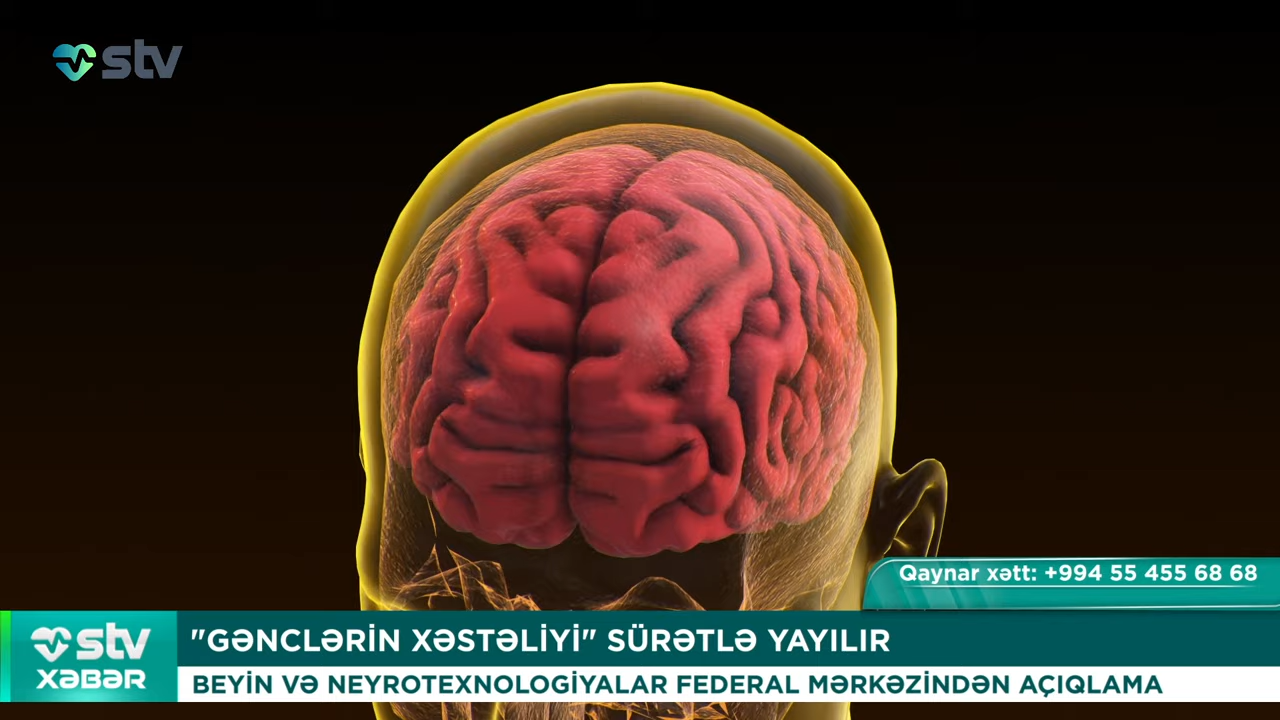 stv
Qaynar xətt: +994 55 455 68 68
stv
XƏBƏR
"GƏNCLƏRİN XƏSTƏLİYİ" SÜRƏTLƏ YAYILIR
BEYİN VƏ NEYROTEXNOLOGİYALAR FEDERAL MƏRKƏZİNDƏN AÇIQLAMA